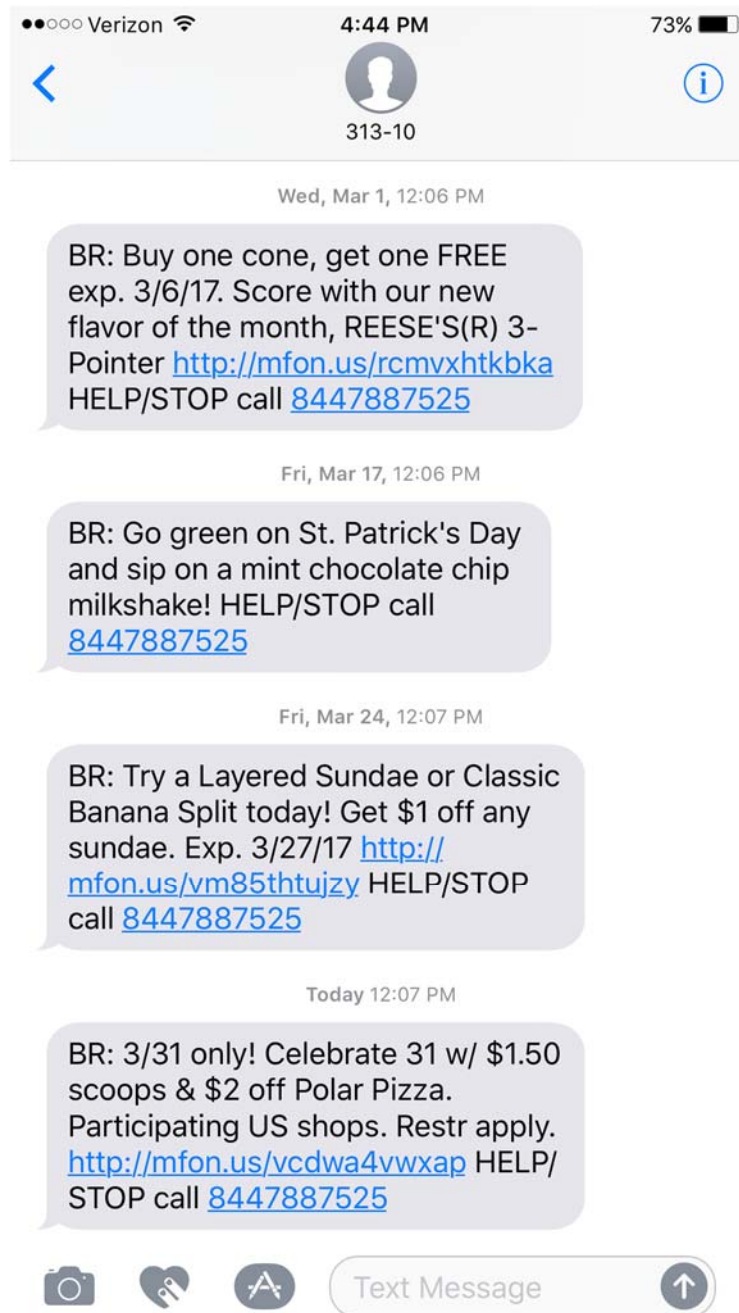 Verizon 4:44 PM 73%
313-10
Wed, Mar 1, 12:06 PM
BR: Buy one cone, get one FREE
exp. 3/6/17. Score with our new
flavor of the month, REESE'S(R) 3-
Pointer http://mfon.us/rcmvxhtkbka
HELP/STOP call 8447887525
Fri, Mar 17, 12:06 PM
BR: Go green on St. Patrick's Day
and sip on a mint chocolate chip
milkshake! HELP/STOP call
8447887525
Fri, Mar 24, 12:07 PM
BR: Try a Layered Sundae or Classic
Banana Split today! Get $1 off any
sundae. Exp. 3/27/17 http://
mfon.us/vm85thtujzy HELP/STOP
call 8447887525
Today 12:07 PM
BR: 3/31 only! Celebrate 31 w/ $1.50
scoops & $2 off Polar Pizza.
Participating US shops. Restr apply.
http://mfon.us/vcdwa4vwxap HELP/
STOP call 8447887525
Text Message